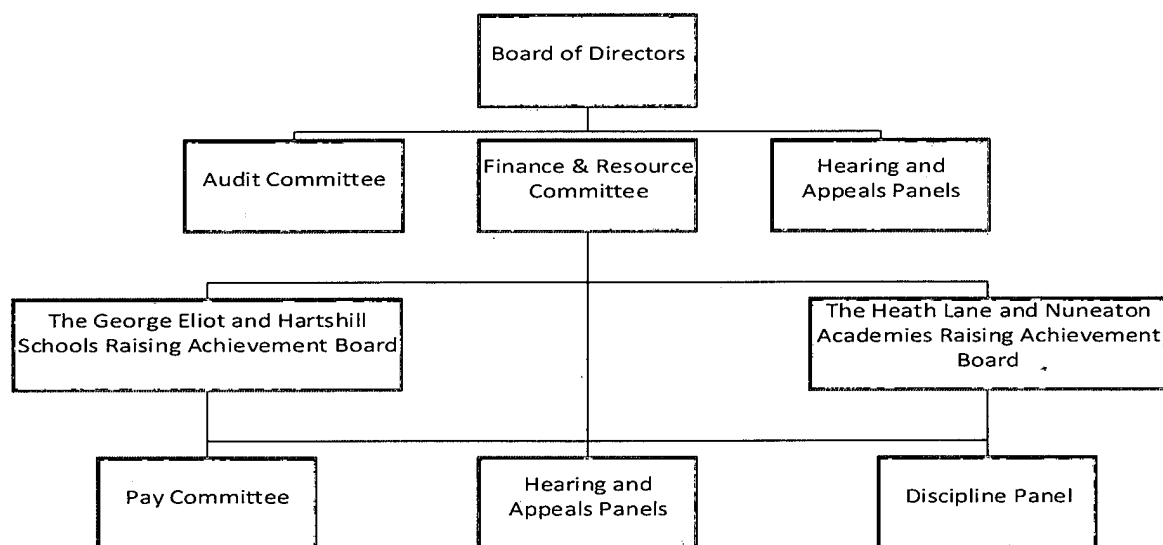 Board of Directors
Audit Committee
Finance & Resource
Committee
Hearing and
Appeals Panels
The George Eliot and Hartshill
Schools Raising Achievement Board
The Heath Lane and Nuneaton
Academies Raising Achievement
Board
Pay Committee
Hearing and
Appeals Panels
Discipline Panel